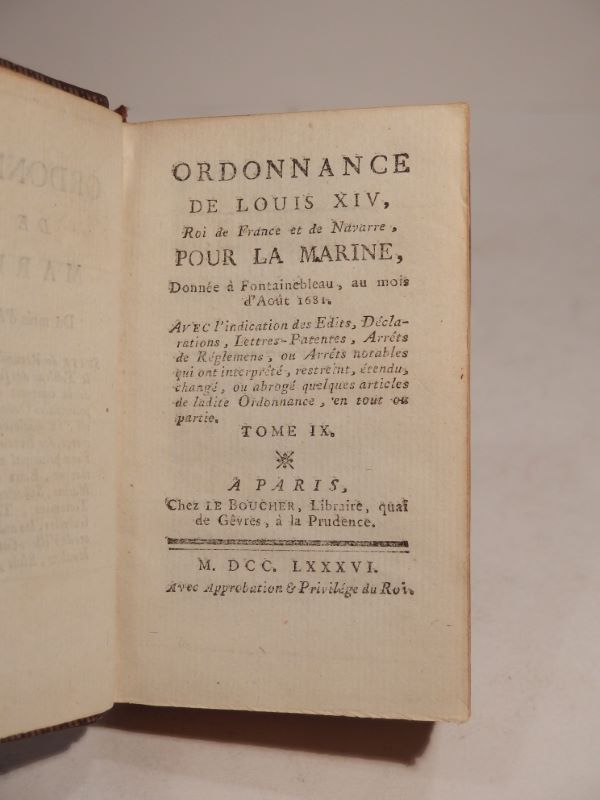 ORDONNANCE
DE LOUIS XIV,
Roi de France et de Navarre,
POUR LA MARINE,
Donnée à Fontainebleau, au mois
d'Août 1681.
AVEC l'indication des Edits, Décla-
rations, Lettres-Patentes, Arrêts
de Réglemens, ou Arrêts notables
qui ont interprété, restreint, étendu,
changé, ou abrogé quelques articles
de ladite Ordonnance, en tout ou
partie.
TOME IX.
A PARIS,
Chez LE BOUCHER, Libraire, quai
de Gêvres, à la Prudence.
M. DCC. LXXXVI.
Avec Approbation & Privilége du Roi.